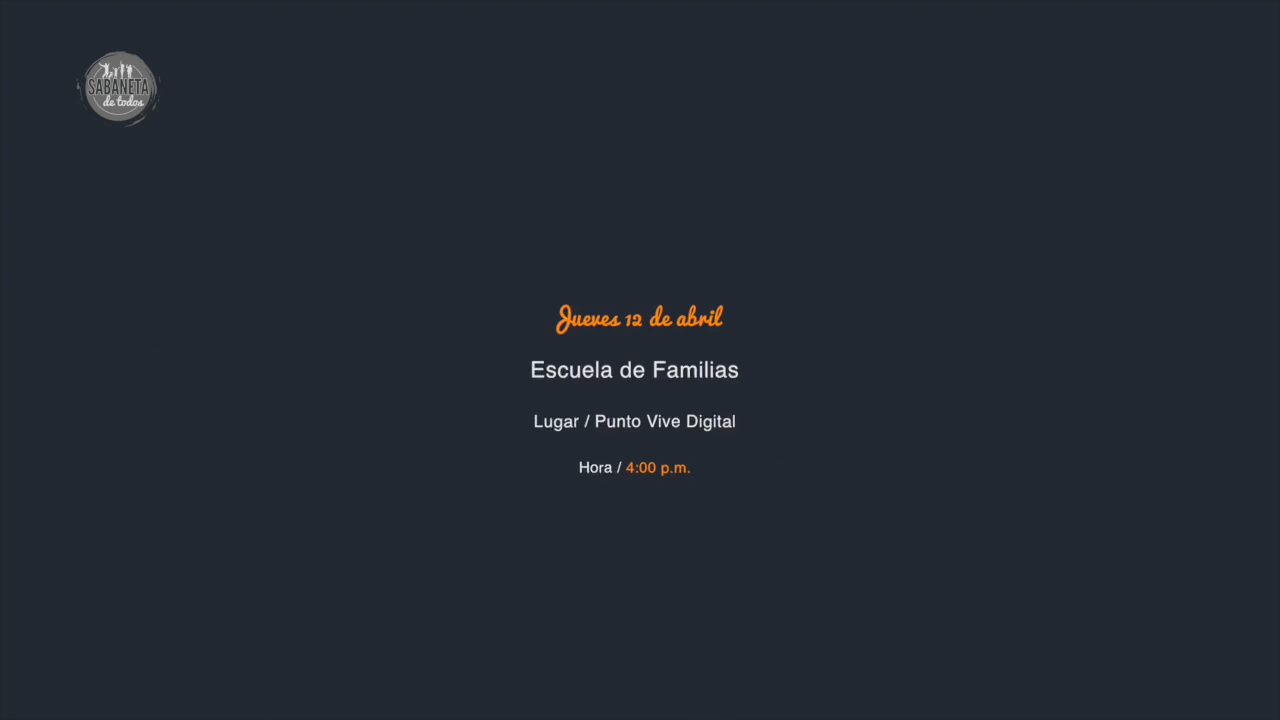 SABANETA
de todos
Jueves 12 de abril
Escuela de Familias
Lugar / Punto Vive Digital
Hora / 4:00 p.m.